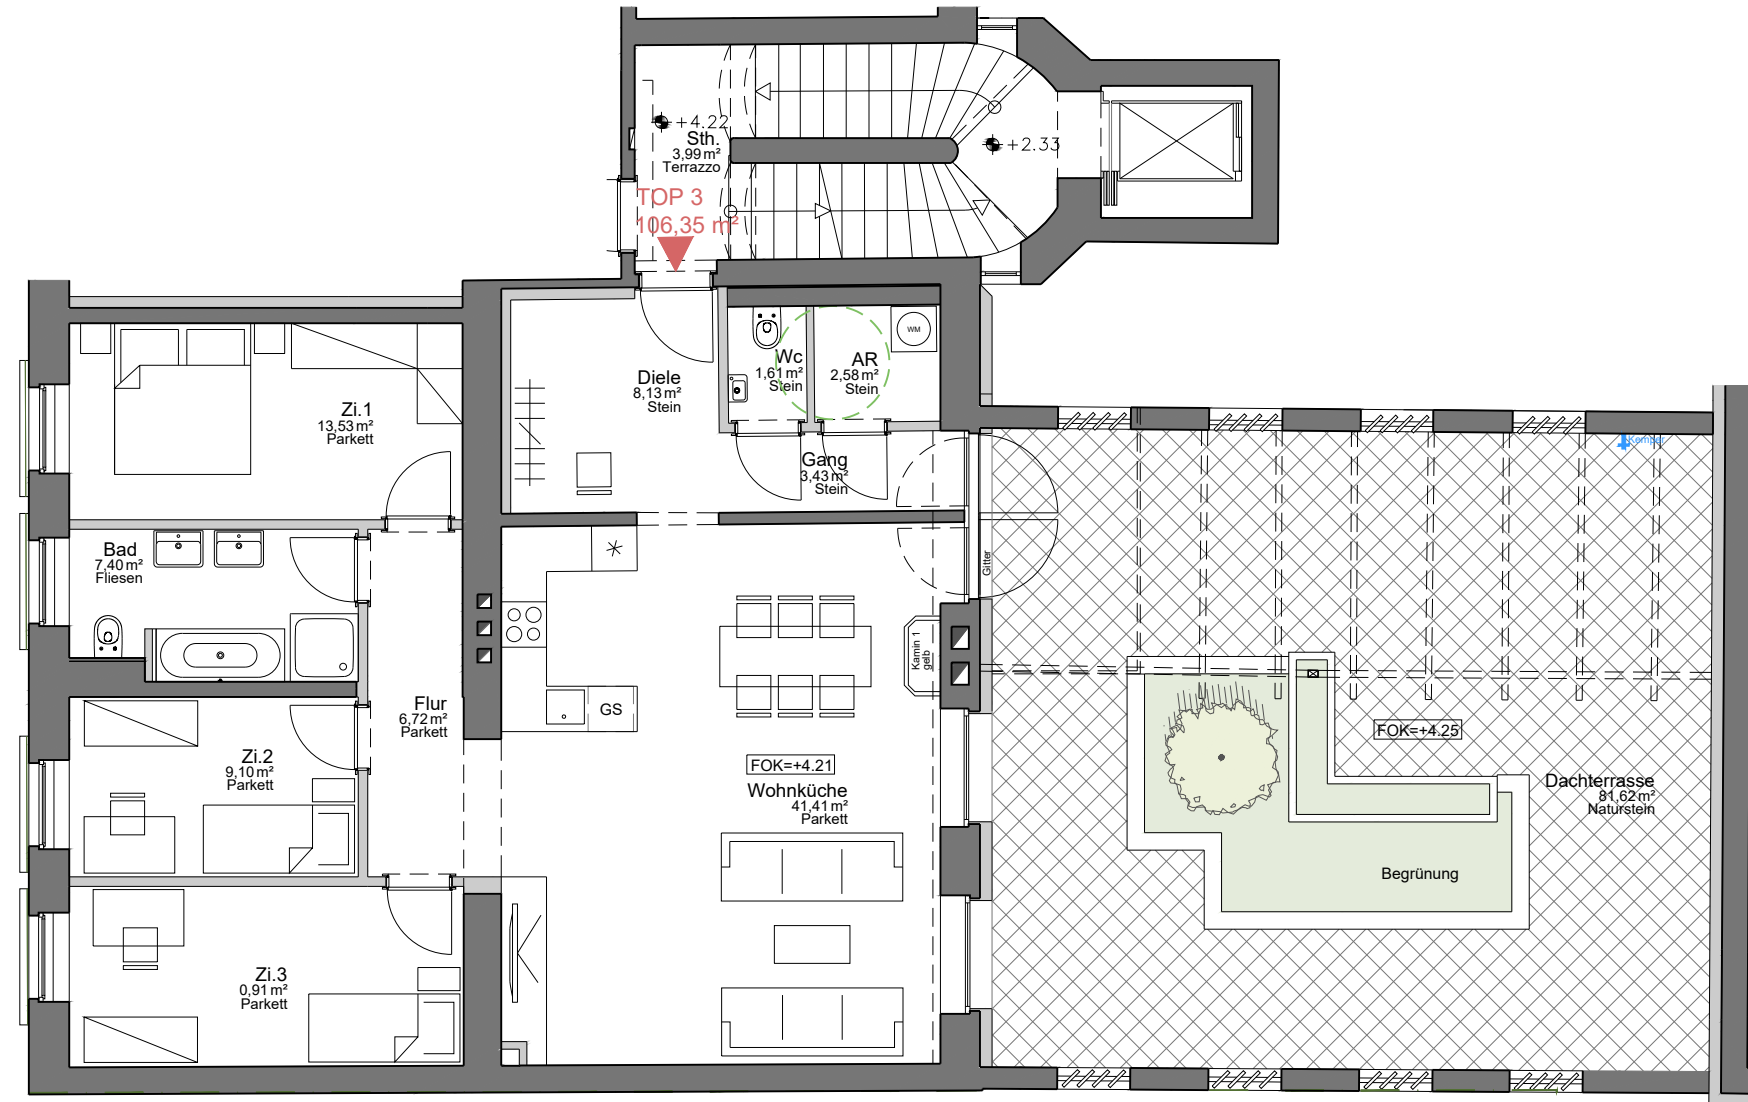 +4.22
Sth.
3,99 m²
Terrazzo
+2.33
TOP 3
106,35 m²
WM
Wc
1,61 m²
Stein
AR
2,58 m²
Stein
Diele
8,13 m²
Stein
Zi.1
13,53 m²
Parkett
Gang
3,43 m²
Stein
Kemper
Bad
7,40 m²
Fliesen
Gitter
Kamin 1
gelb
GS
Flur
6,72 m²
Parkett
FOK=+4.25
Zi.2
9,10 m²
Parkett
FOK=+4.21
Wohnküche
41,41 m²
Parkett
Dachterrasse
81,62 m²
Naturstein
Begrünung
Zi.3
0,91 m²
Parkett